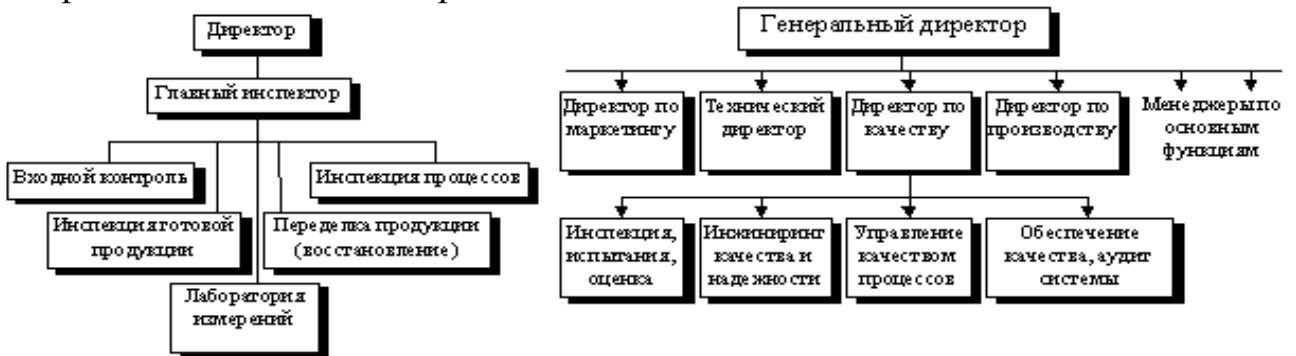 Директор
Главный инспектор
Входной контроль
Инспекция процессов
Инспекция готовой
продукции
Переделка продукции
(восстановление)
Лаборатория
измерений
Генеральный директор
Директор по
маркетингу
Технический
директор
Директор по
качеству
Директор по
производству
Менеджеры по
основным
функциям
Инспекция,
испытания,
оценка
Инжиниринг
качества и
надежности
Управление
качеством
процессов
Обеспечение
качества, аудит
системы